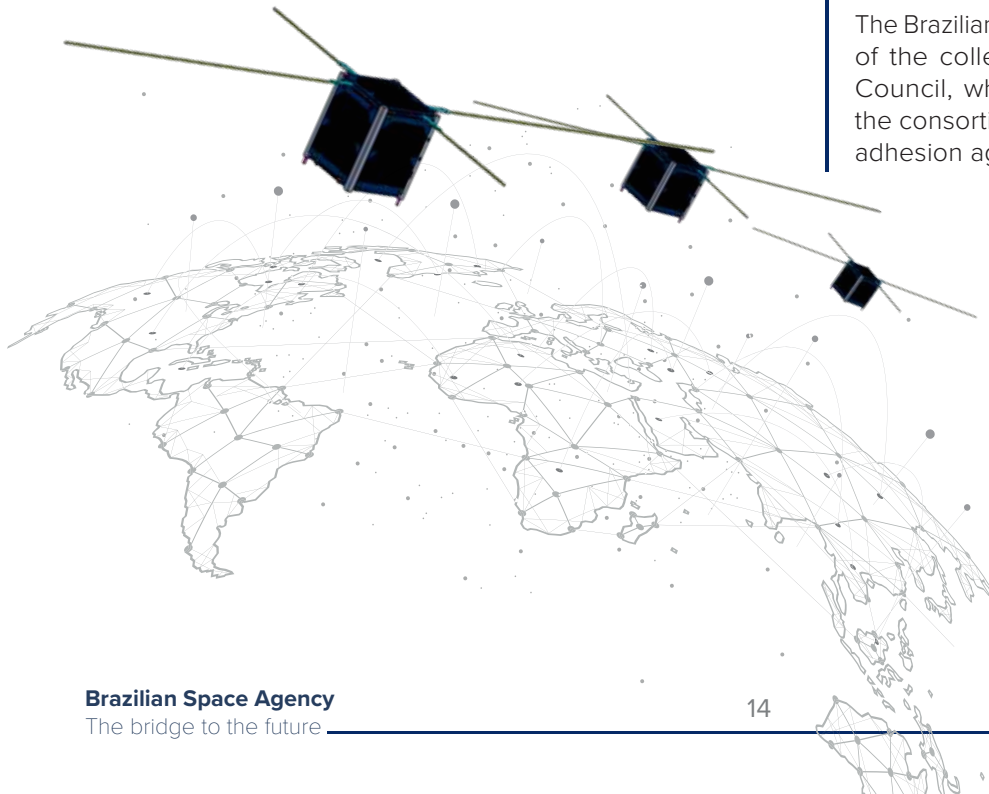 The Brazilian
of the colle
Council, wh
the consorti
adhesion ag
Brazilian Space Agency
14
The bridge to the future